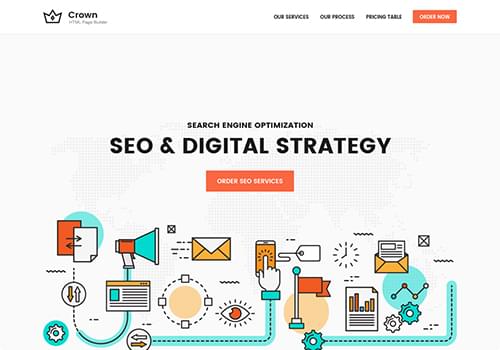 Crown
HTML Page Builder
OUR SERVICES
OUR PROCESS
PRICING TABLE
ORDER NOW
SEARCH ENGINE OPTIMIZATION
SEO & DIGITAL STRATEGY
ORDER SEO SERVICES